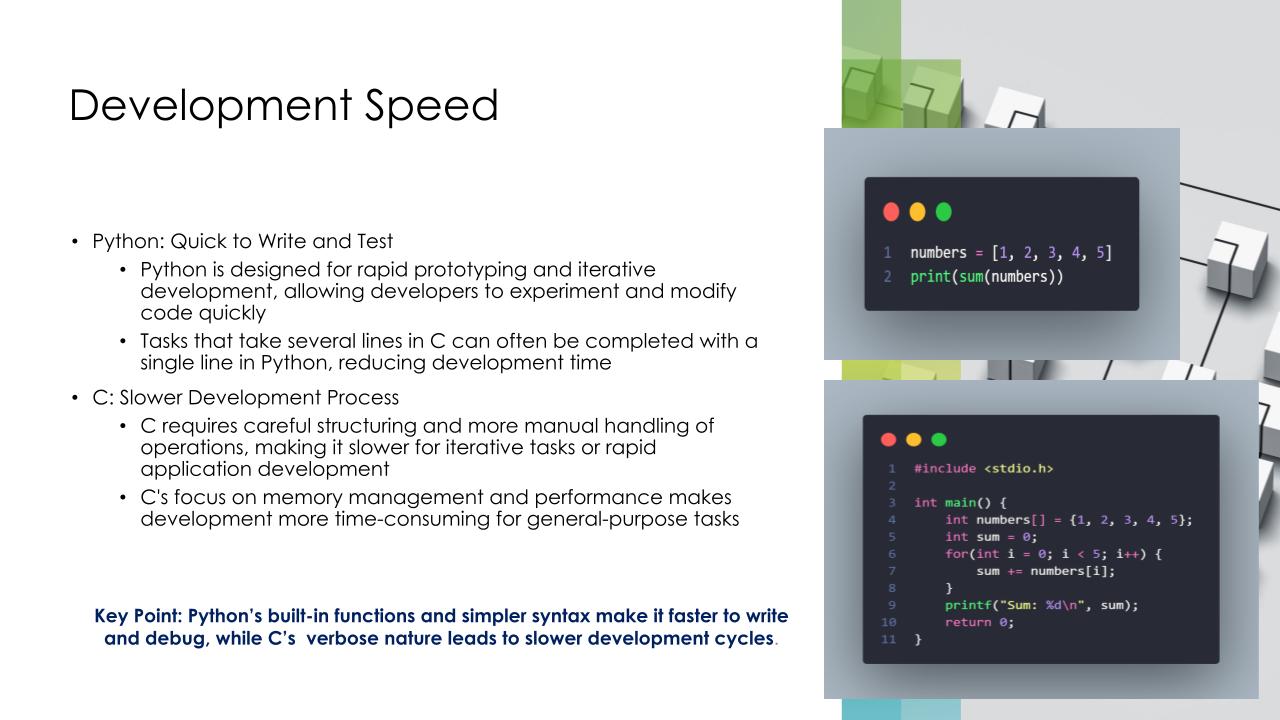 Development Speed
• Python: Quick to Write and Test
• Python is designed for rapid prototyping and iterative
development, allowing developers to experiment and modify
code quickly
• Tasks that take several lines in C can often be completed with a
single line in Python, reducing development time
• C: Slower Development Process
• C requires careful structuring and more manual handling of
operations, making it slower for iterative tasks or rapid
application development
• C's focus on memory management and performance makes
development more time-consuming for general-purpose tasks
Key Point: Python’s built-in functions and simpler syntax make it faster to write
and debug, while C’s  verbose nature leads to slower development cycles.
1 numbers = [1, 2, 3, 4, 5]
2 print(sum(numbers))
1 #include <stdio.h>
2
3 int main() {
4     int numbers[] = {1, 2, 3, 4, 5};
5     int sum = 0;
6     for(int i = 0; i < 5; i++) {
7         sum += numbers[i];
8     }
9     printf("Sum: %d\n", sum);
10     return 0;
11 }